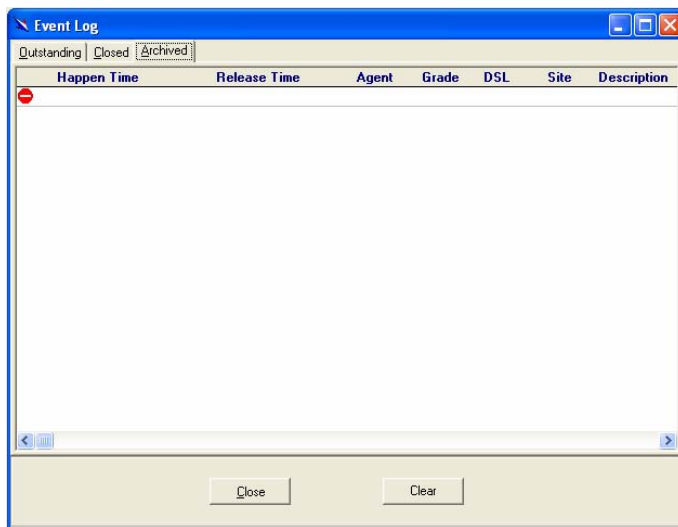 Event Log
Outstanding Closed Archived
Happen Time Release Time Agent Grade DSL Site Description
Close Clear